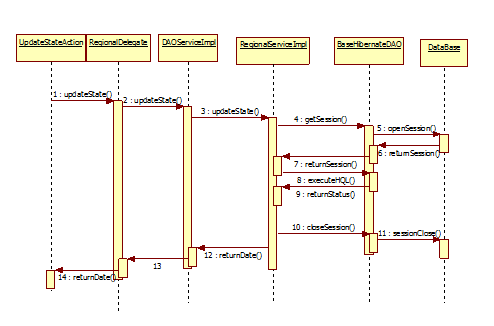 UpdateStateAction
RegionalDelegate
DAOServiceImpl
RegionalServiceImpl
BaseHibernateDAO
DataBase
1 : updateState()
2 : updateState()
3 : updateState()
4 : getSession()
5 : openSession()
6 : returnSession()
7 : returnSession()
8 : executeHQL()
9 : returnStatus()
10 : closeSession()
11 : sessionClose()
12 : returnDate()
13
14 : returnDate()